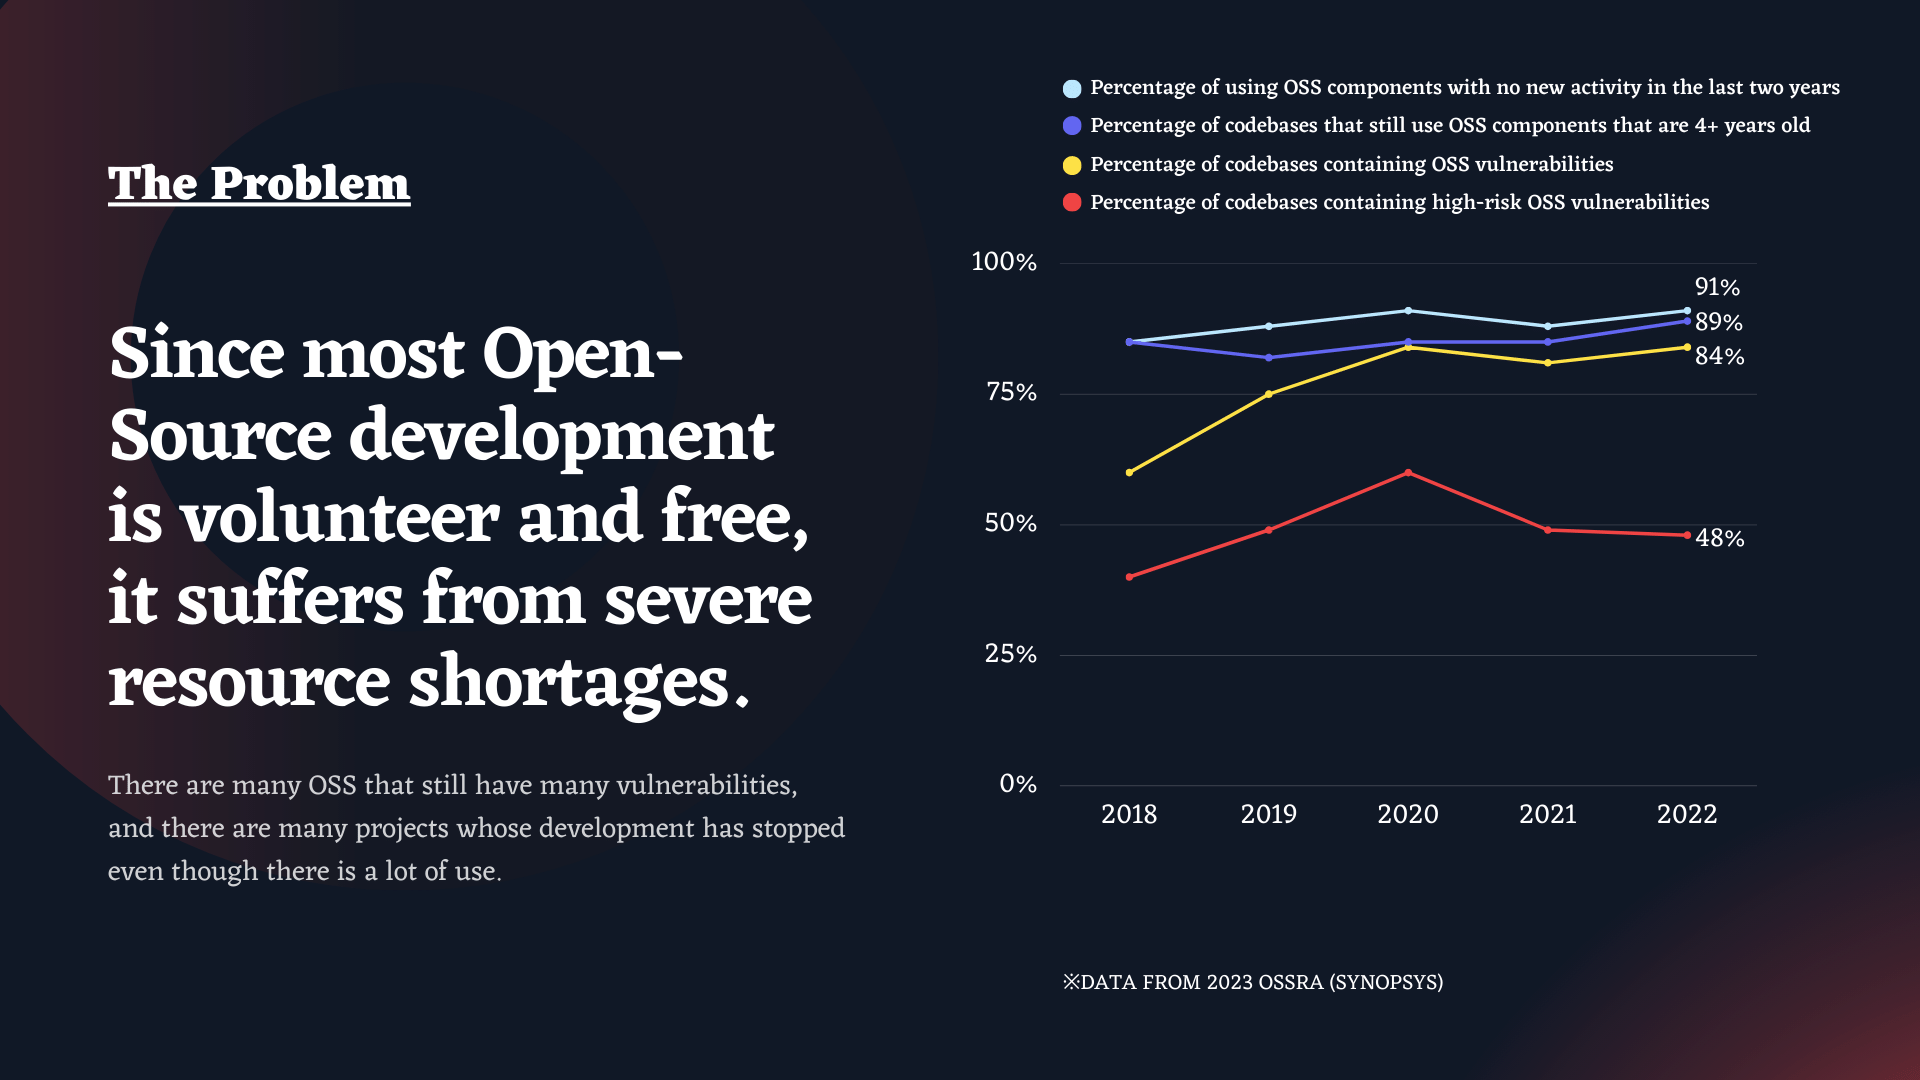 The Problem
Since most Open-
Source development
is volunteer and free,
it suffers from severe
resource shortages.
There are many OSS that still have many vulnerabilities,
and there are many projects whose development has stopped
even though there is a lot of use.
Percentage of using OSS components with no new activity in the last two years
Percentage of codebases that still use OSS components that are 4+ years old
Percentage of codebases containing OSS vulnerabilities
Percentage of codebases containing high-risk OSS vulnerabilities
100%
75%
50%
25%
0%
91%
89%
84%
48%
2018 2019 2020 2021 2022
※DATA FROM 2023 OSSRA (SYNOPSYS)